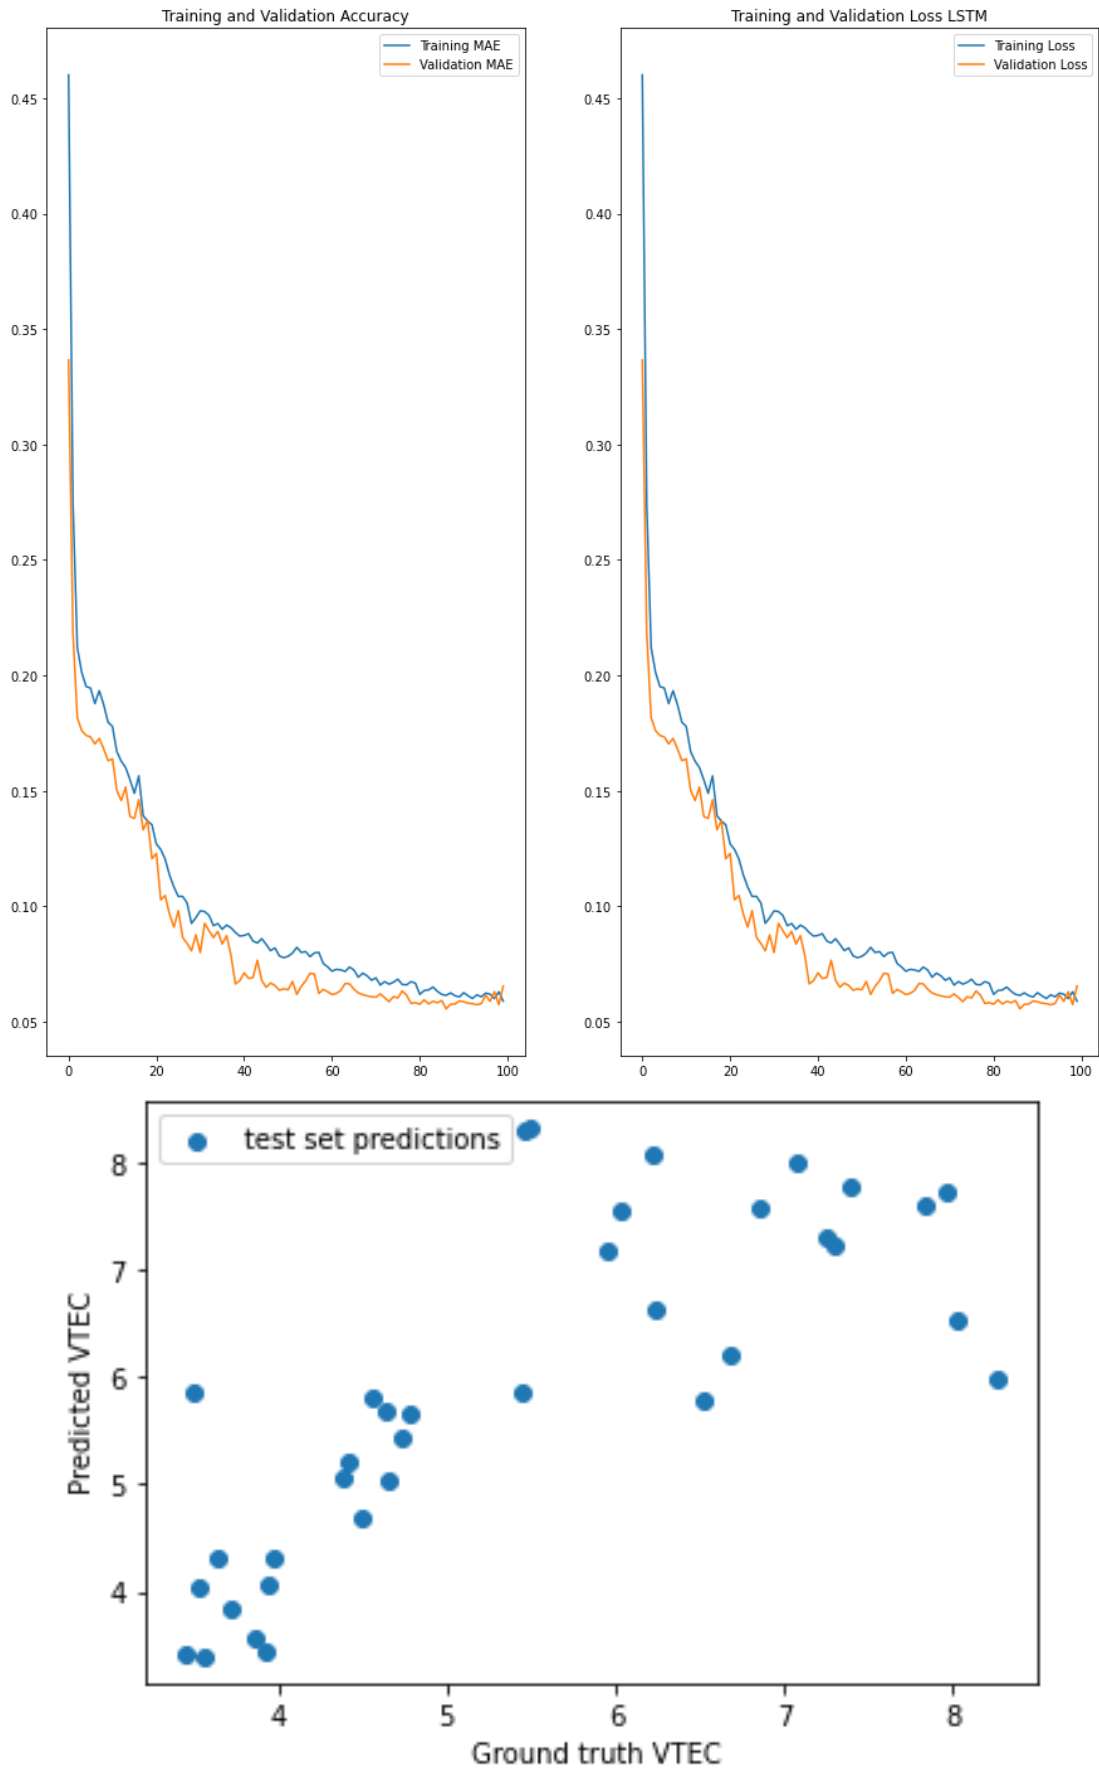 Training and Validation Accuracy
Training MAE
Validation MAE
0.45
0.40
0.35
0.30
0.25
0.20
0.15
0.10
0.05
0 20 40 60 80 100
Training and Validation Loss LSTM
Training Loss
Validation Loss
0.45
0.40
0.35
0.30
0.25
0.20
0.15
0.10
0.05
0 20 40 60 80 100
test set predictions
Predicted VTEC
8
7
6
5
4
4 5 6 7 8
Ground truth VTEC